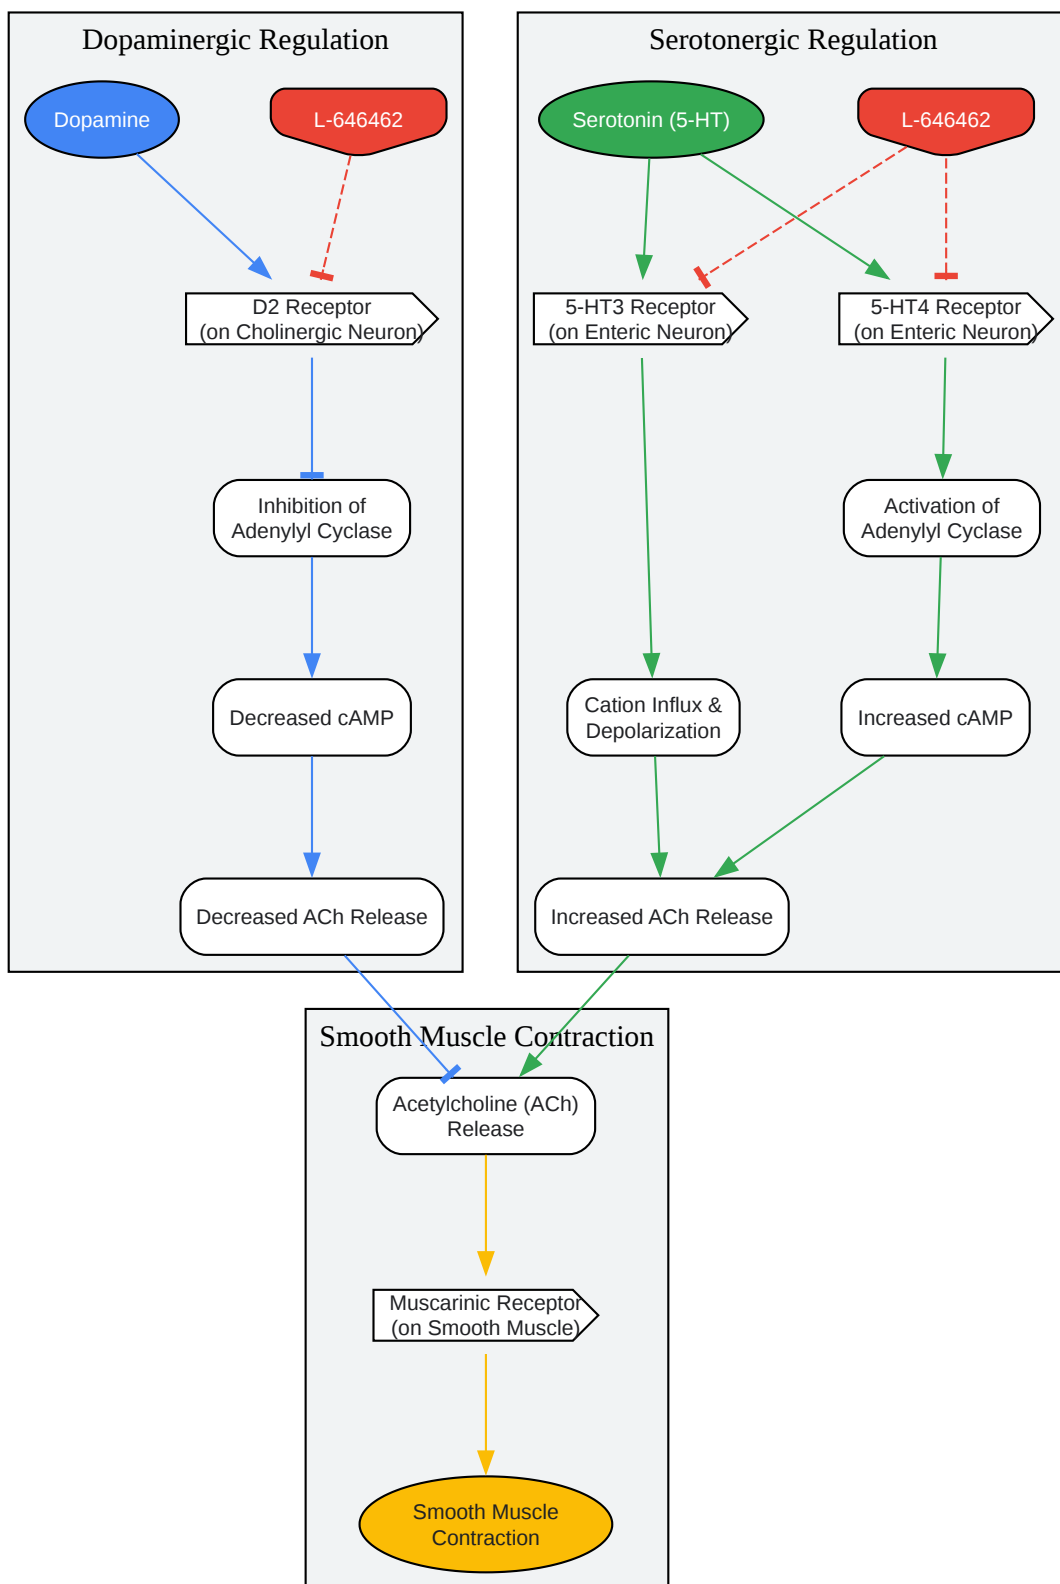 Dopaminergic Regulation
Dopamine
L-646462
D2 Receptor
(on Cholinergic Neuron)
Inhibition of
Adenylyl Cyclase
Decreased cAMP
Decreased ACh Release
Serotonergic Regulation
Serotonin (5-HT)
L-646462
5-HT3 Receptor
(on Enteric Neuron)
5-HT4 Receptor
(on Enteric Neuron)
Activation of
Adenylyl Cyclase
Cation Influx &
Depolarization
Increased cAMP
Increased ACh Release
Smooth Muscle Contraction
Acetylcholine (ACh)
Release
Muscarinic Receptor
(on Smooth Muscle)
Smooth Muscle
Contraction